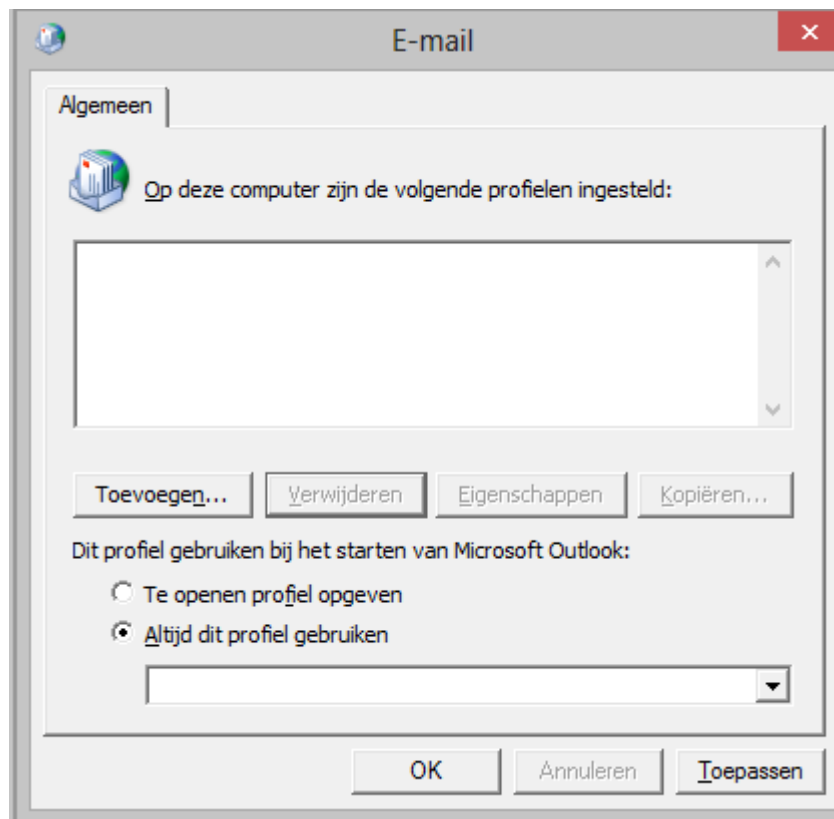 E-mail
Algemeen
Op deze computer zijn de volgende profielen ingesteld:
Toevoegen... Verwijderen Eigenschappen Kopiëren...
Dit profiel gebruiken bij het starten van Microsoft Outlook:
Te openen profiel opgeven
Altijd dit profiel gebruiken
OK Annuleren Toepassen